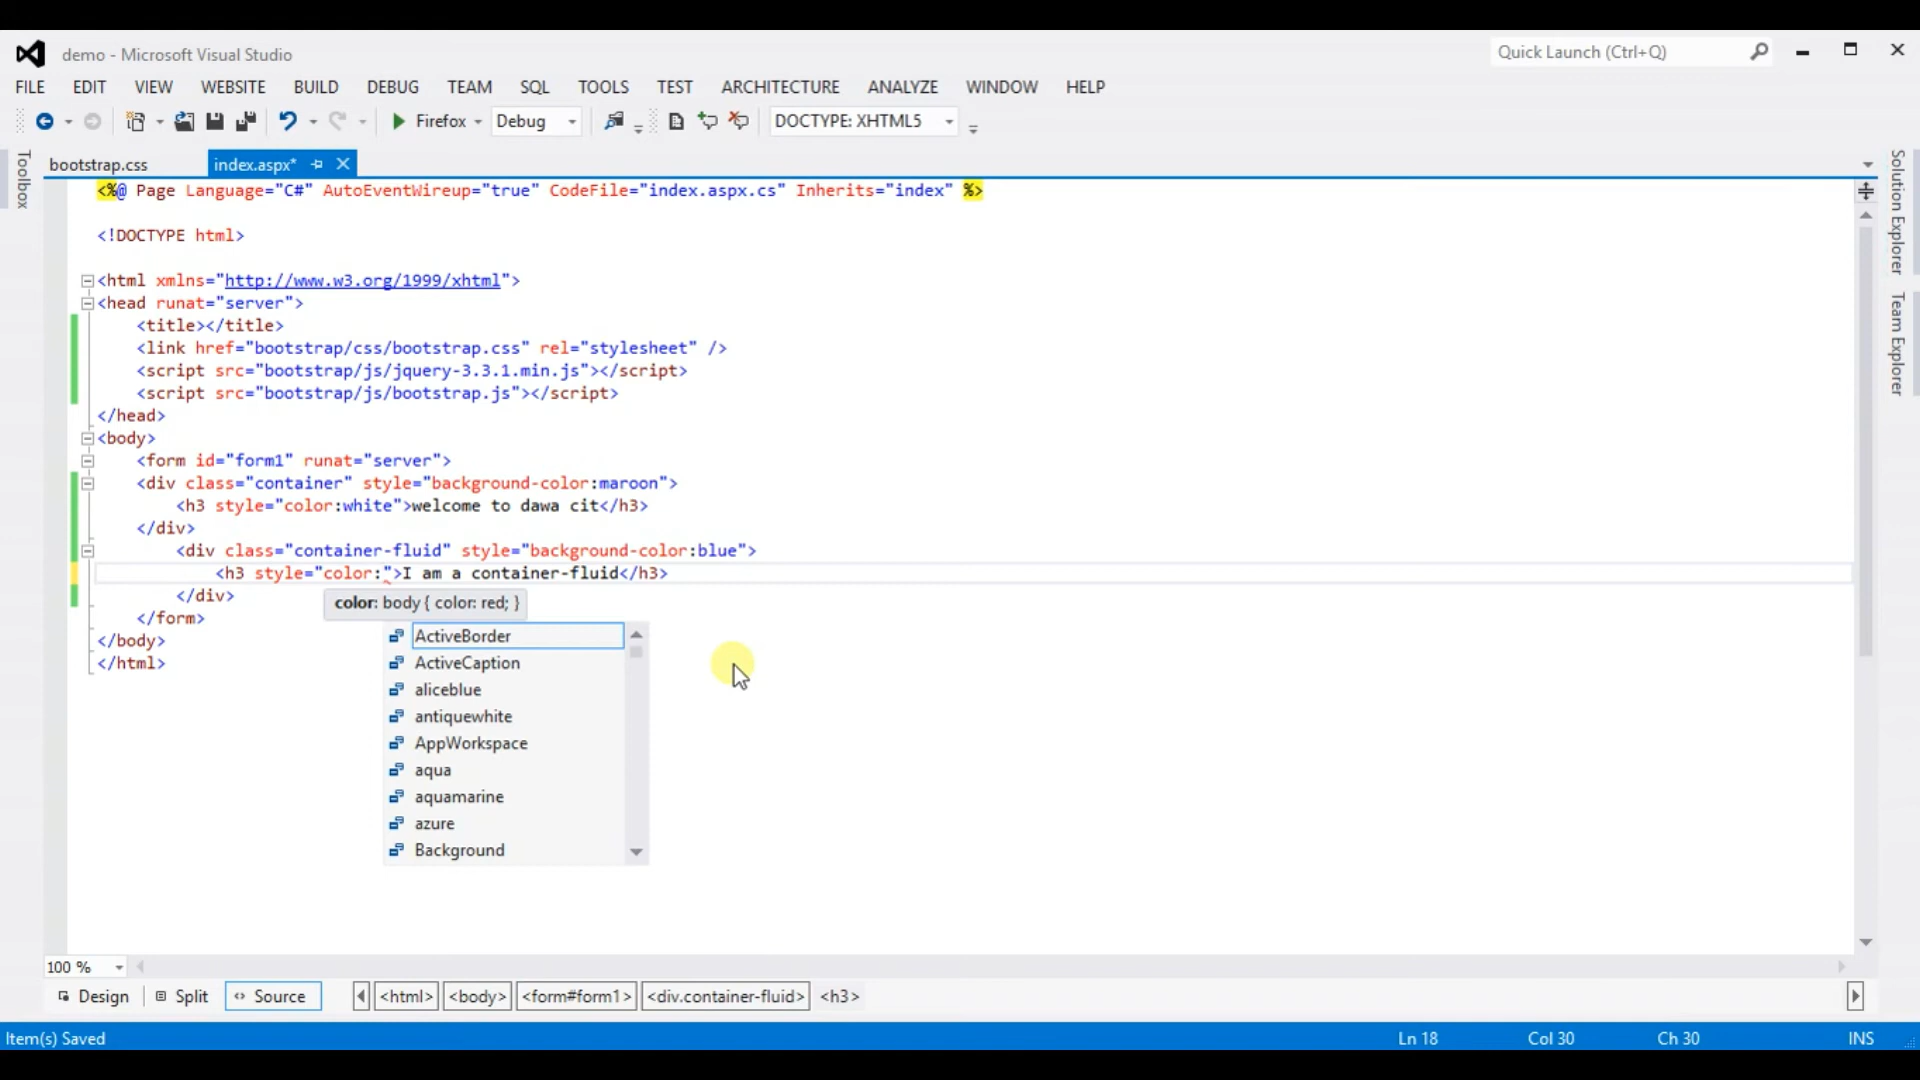 demo - Microsoft Visual Studio
Quick Launch (Ctrl+Q)
FILE EDIT VIEW WEBSITE BUILD DEBUG TEAM SQL TOOLS TEST ARCHITECTURE ANALYZE WINDOW HELP
Firefox Debug DOCTYPE: XHTML5
Toolbox
bootstrap.css index.aspx*
Solution Explorer
Team Explorer
<%@ Page Language="C#" AutoEventWireup="true" CodeFile="index.aspx.cs" Inherits="index" %>
<!DOCTYPE html>
<html xmlns="http://www.w3.org/1999/xhtml">
<head runat="server">
<title></title>
<link href="bootstrap/css/bootstrap.css" rel="stylesheet" />
<script src="bootstrap/js/jquery-3.3.1.min.js"></script>
<script src="bootstrap/js/bootstrap.js"></script>
</head>
<body>
<form id="form1" runat="server">
<div class="container" style="background-color:maroon">
<h3 style="color:white">welcome to dawa cit</h3>
</div>
<div class="container-fluid" style="background-color:blue">
<h3 style="color:">I am a container-fluid</h3>
</div>
color: body { color: red; }
</form>
</body>
</html>
ActiveBorder
ActiveCaption
aliceblue
antiquewhite
AppWorkspace
aqua
aquamarine
azure
Background
100 %
Design Split Source <html> <body> <form#form1> <div.container-fluid> <h3>
Item(s) Saved Ln 18 Col 30 Ch 30 INS